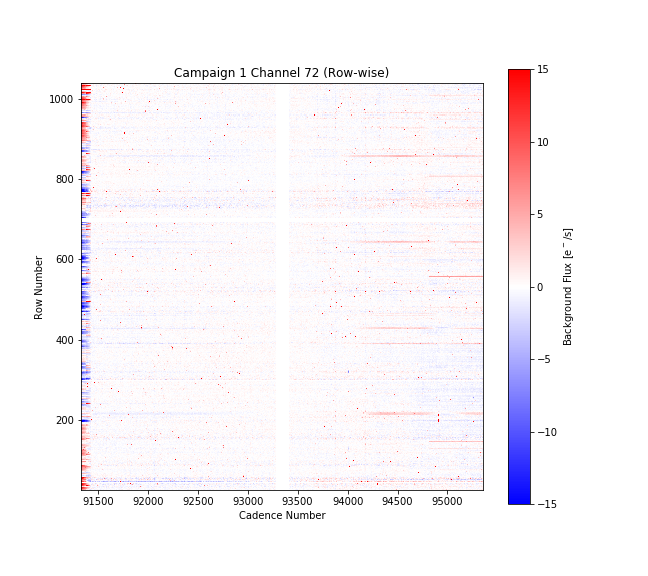 Campaign 1 Channel 72 (Row-wise)
1000
800
600
400
200
Row Number
91500 92000 92500 93000 93500 94000 94500 95000
Cadence Number
15
10
5
0
−5
−10
−15
Background Flux [e⁻/s]